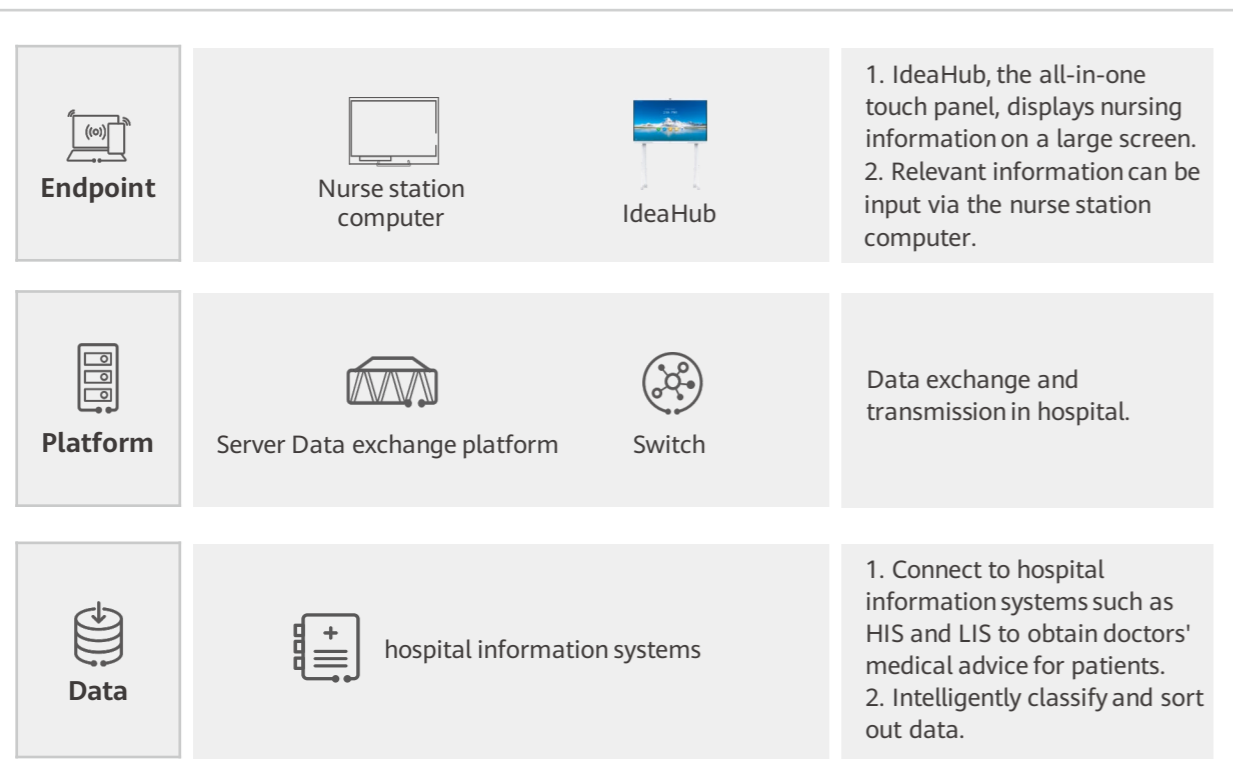 Endpoint
Nurse station
computer
IdeaHub
1. IdeaHub, the all-in-one
touch panel, displays nursing
information on a large screen.
2. Relevant information can be
input via the nurse station
computer.
Platform
Server Data exchange platform
Switch
Data exchange and
transmission in hospital.
Data
hospital information systems
1. Connect to hospital
information systems such as
HIS and LIS to obtain doctors'
medical advice for patients.
2. Intelligently classify and sort
out data.